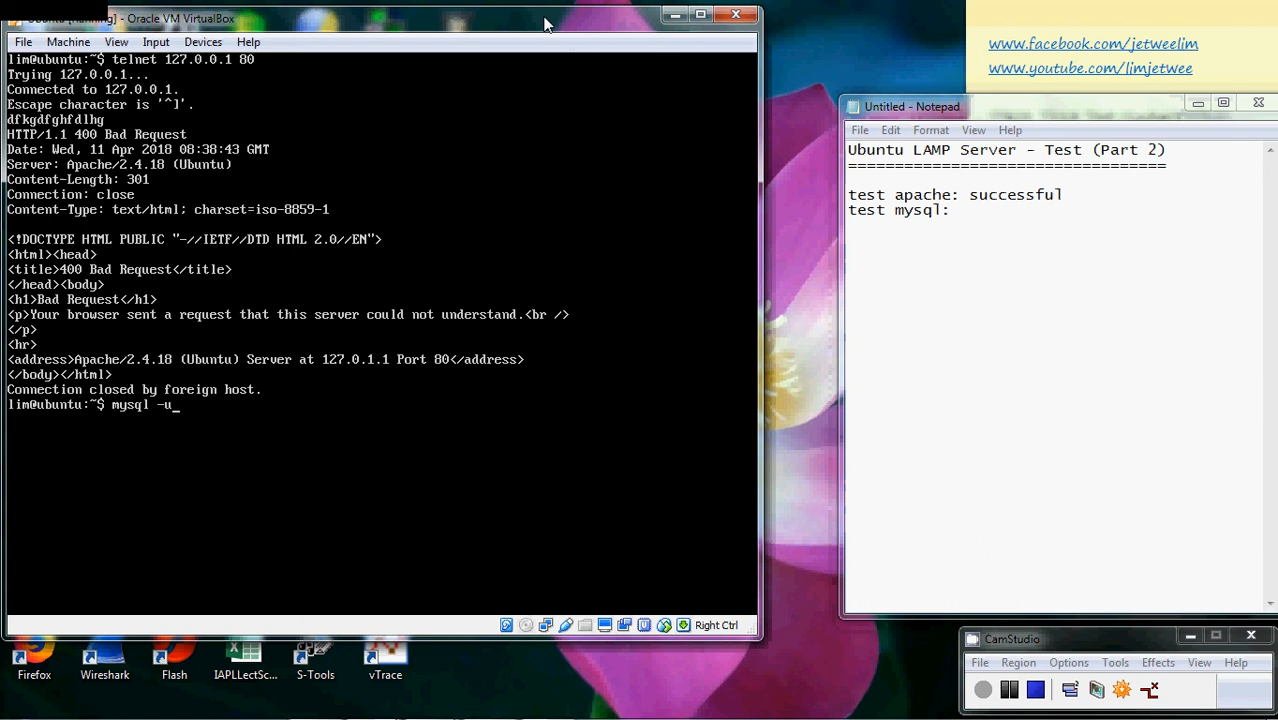 [running] - Oracle VM VirtualBox
File Machine View Input Devices Help
lim@ubuntu:~$ telnet 127.0.0.1 80
Trying 127.0.0.1...
Connected to 127.0.0.1.
Escape character is '^]'.
dfkgdfghfdlhg
HTTP/1.1 400 Bad Request
Date: Wed, 11 Apr 2018 08:38:43 GMT
Server: Apache/2.4.18 (Ubuntu)
Content-Length: 301
Connection: close
Content-Type: text/html; charset=iso-8859-1
<!DOCTYPE HTML PUBLIC "-//IETF//DTD HTML 2.0//EN">
<html><head>
<title>400 Bad Request</title>
</head><body>
<h1>Bad Request</h1>
<p>Your browser sent a request that this server could not understand.<br />
</p>
<hr>
<address>Apache/2.4.18 (Ubuntu) Server at 127.0.1.1 Port 80</address>
</body></html>
Connection closed by foreign host.
lim@ubuntu:~$ mysql -u_
Right Ctrl
www.facebook.com/jetweelim
www.youtube.com/limjetwee
Untitled - Notepad
File Edit Format View Help
Ubuntu LAMP Server - Test (Part 2)
==================================
test apache: successful
test mysql:
Firefox
Wireshark
Flash
IAPLLectSc...
S-Tools
vTrace
CamStudio
File Region Options Tools Effects View Help